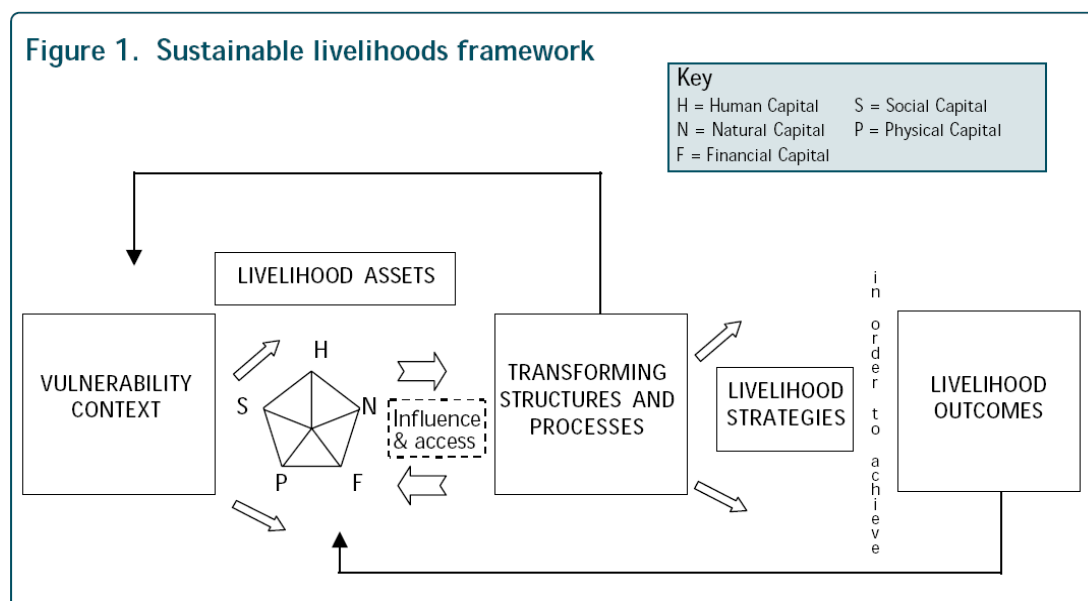 Figure 1. Sustainable livelihoods framework
Key
H = Human Capital S = Social Capital
N = Natural Capital P = Physical Capital
F = Financial Capital
LIVELIHOOD ASSETS
VULNERABILITY
CONTEXT
H
S
N
P
F
Influence
& access
TRANSFORMING
STRUCTURES AND
PROCESSES
LIVELIHOOD
STRATEGIES
in order to achieve
LIVELIHOOD
OUTCOMES